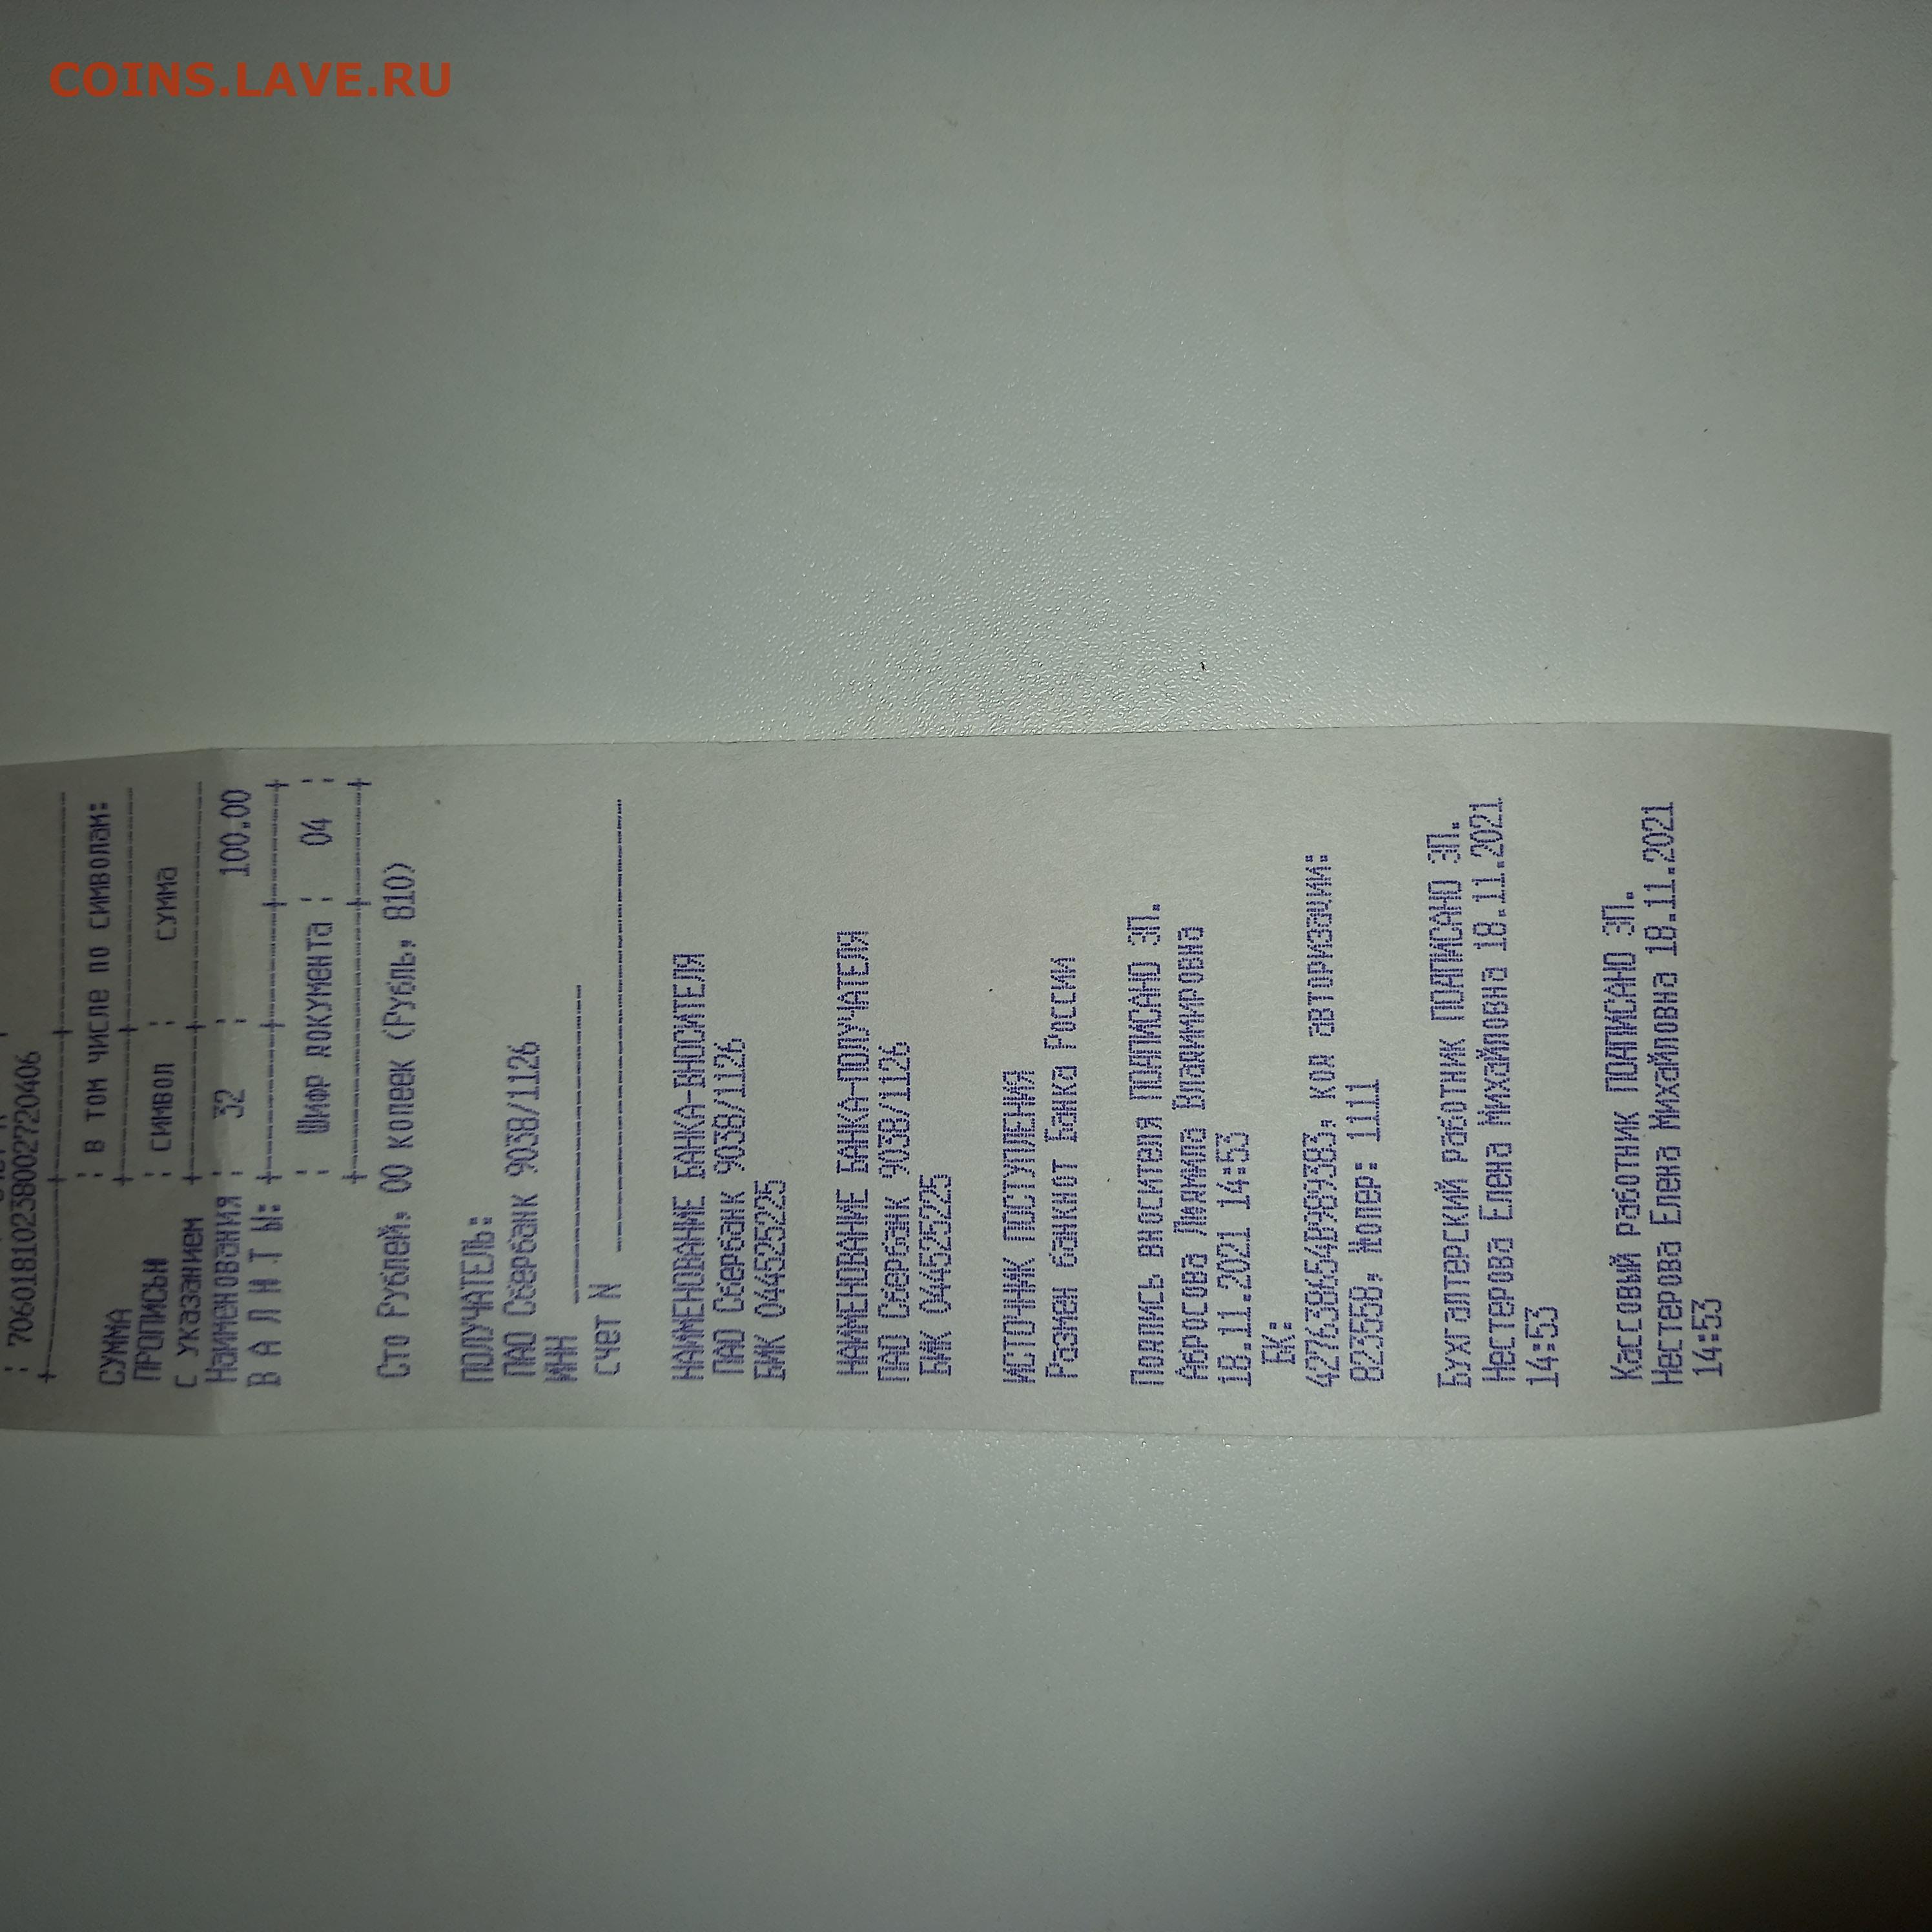 COINS.LAVE.RU
: 70601810238002720406
: В ТОМ ЧИСЛЕ ПО СИМВОЛАМ:
СУММА
ПРОПИСЬЮ : СИМВОЛ : СУММА
С указанием
Наименования : 32 : 100.00
В А Л Ю Т Ы:
: Шифр документа : 04 :
Сто Рублей, 00 копеек (Рубль, 810)
ПОЛУЧАТЕЛЬ:
ПАО Сбербанк 9038/1126
ИНН
счет N
НАИМЕНОВАНИЕ БАНКА-ВНОСИТЕЛЯ
ПАО Сбербанк 9038/1126
БИК 044525225
НАИМЕНОВАНИЕ БАНКА-ПОЛУЧАТЕЛЯ
ПАО Сбербанк 9038/1126
БИК 044525225
ИСТОЧНИК ПОСТУПЛЕНИЯ
Размен банкнот Банка России
Подпись вносителя ПОДПИСАНО ЭП.
Абросова Людмила Владимировна
18.11.2021 14:53
БК:
427638654D989383, код авторизации:
82355B, Nопер: 1111
Бухгалтерский работник ПОДПИСАНО ЭП.
Нестерова Елена Михайловна 18.11.2021
14:53
Кассовый работник ПОДПИСАНО ЭП.
Нестерова Елена Михайловна 18.11.2021
14:53